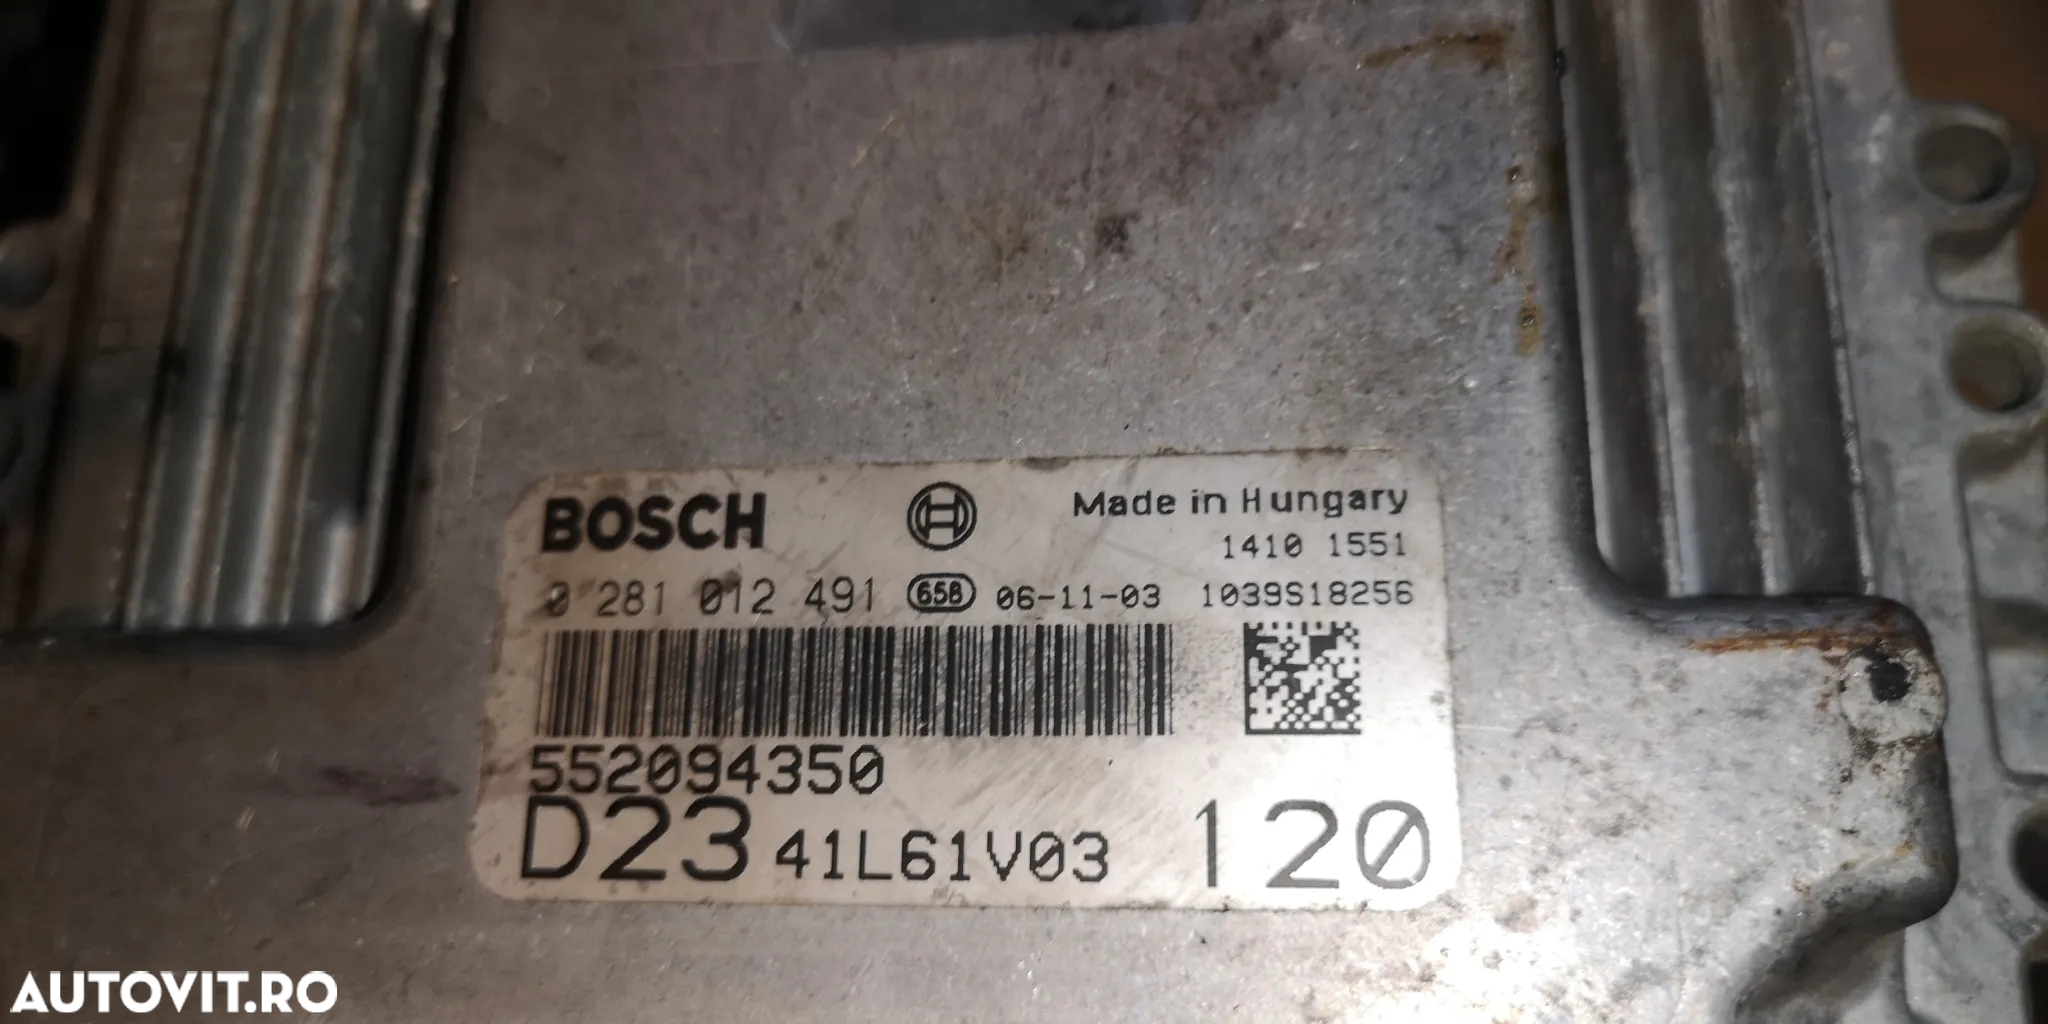 BOSCH
Made in Hungary
1410 1551
0 281 012 491 658 06-11-03 1039S18256
552094350
D23 41L61V03 120
AUTOVIT.RO